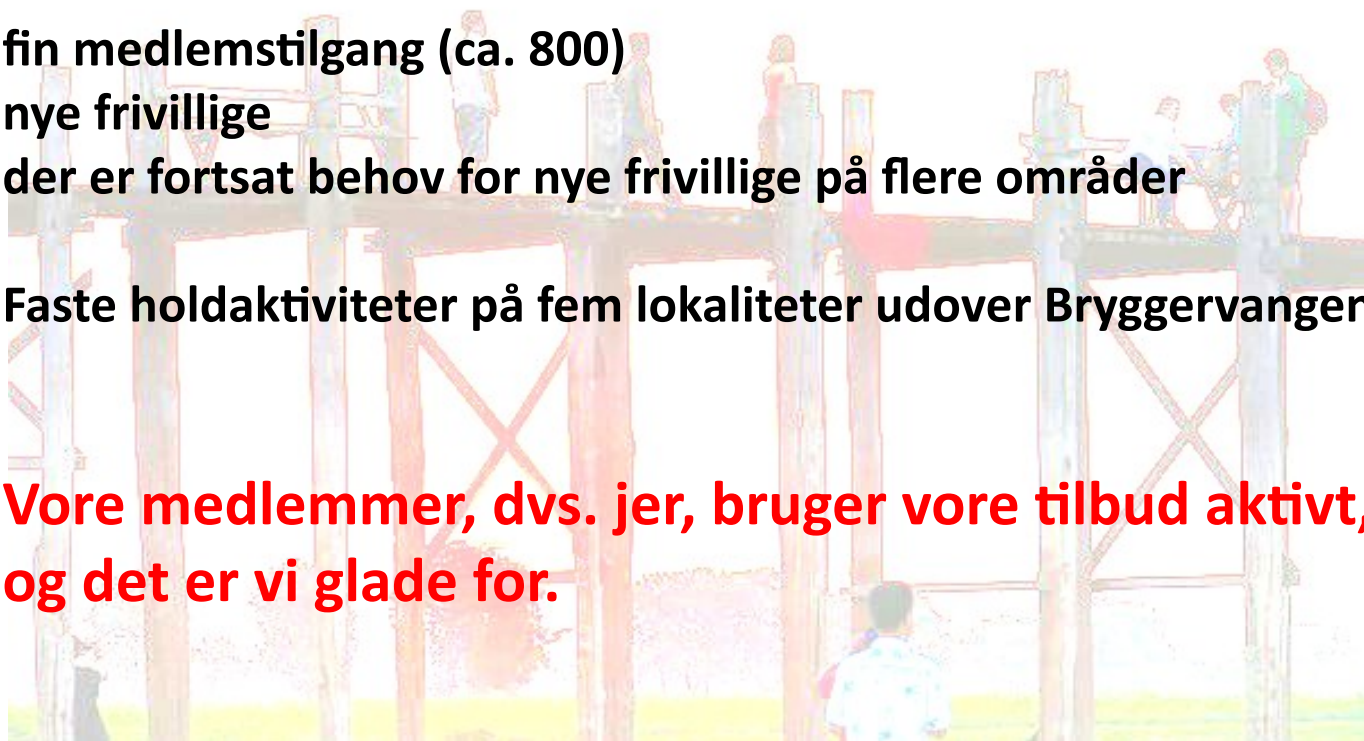 fin medlemstilgang (ca. 800)
nye frivillige
der er fortsat behov for nye frivillige på flere områder
Faste holdaktiviteter på fem lokaliteter udover Bryggervangen
Vore medlemmer, dvs. jer, bruger vore tilbud aktivt,
og det er vi glade for.